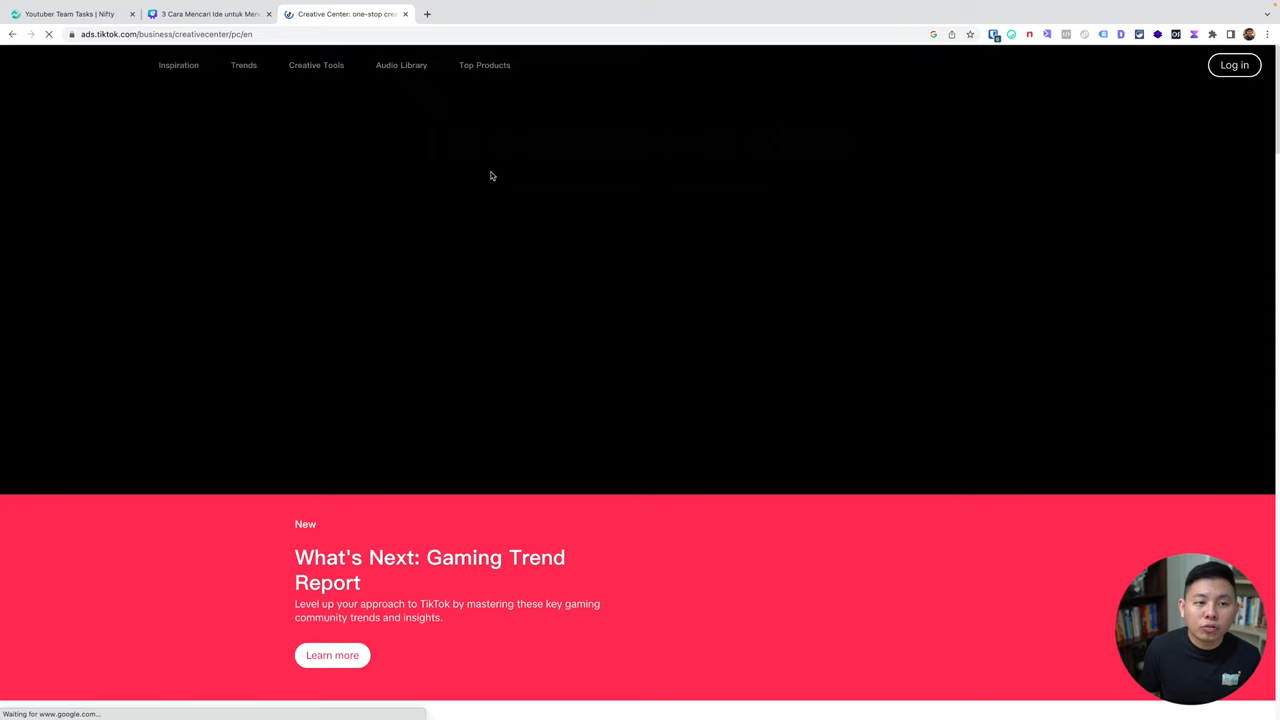 Youtuber Team Tasks | Nifty
3 Cara Mencari Ide untuk Men
Creative Center: one-stop cre
ads.tiktok.com/business/creativecenter/pc/en
Inspiration
Trends
Creative Tools
Audio Library
Top Products
Log in
New
What's Next: Gaming Trend
Report
Level up your approach to TikTok by mastering these key gaming
community trends and insights.
Learn more
Waiting for www.google.com...